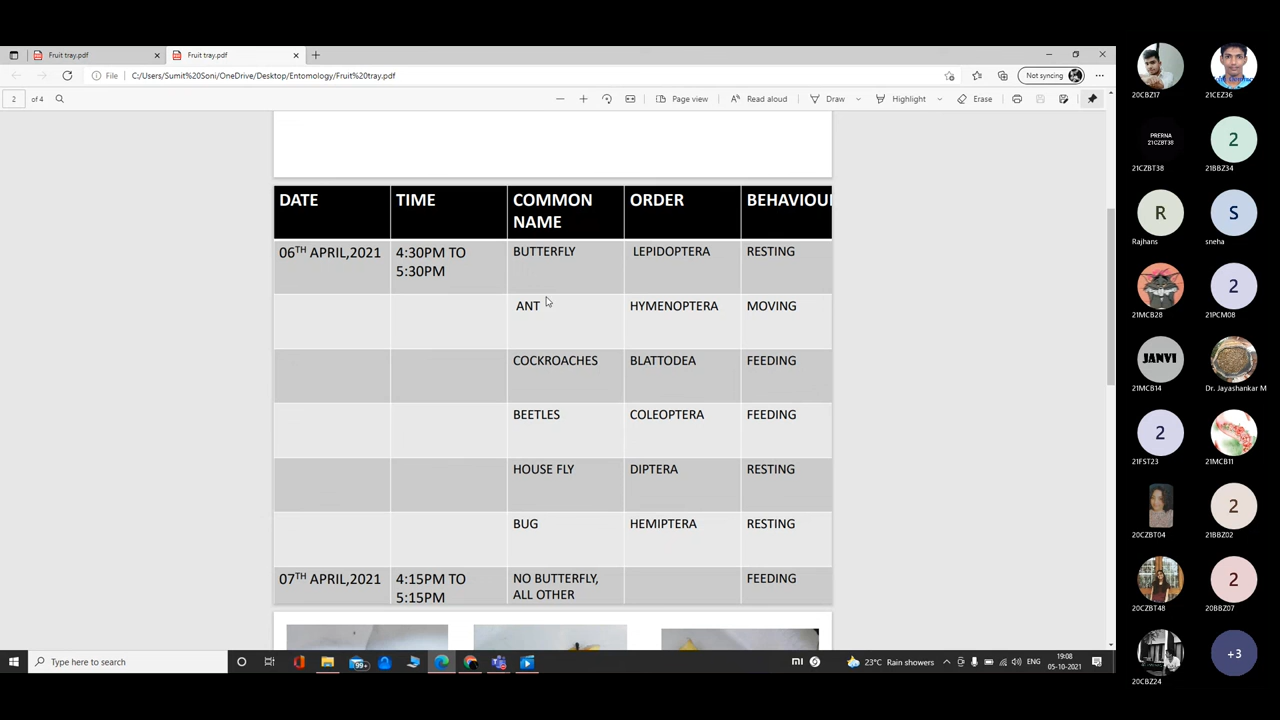 Fruit tray.pdf
Fruit tray.pdf
File C:/Users/Sumit%20Soni/OneDrive/Desktop/Entomology/Fruit%20tray.pdf
Not syncing
2 of 4
Page view
Read aloud
Draw
Highlight
Erase
DATE TIME COMMON NAME ORDER BEHAVIOU
06TH APRIL,2021 4:30PM TO 5:30PM BUTTERFLY LEPIDOPTERA RESTING
ANT HYMENOPTERA MOVING
COCKROACHES BLATTODEA FEEDING
BEETLES COLEOPTERA FEEDING
HOUSE FLY DIPTERA RESTING
BUG HEMIPTERA RESTING
07TH APRIL,2021 4:15PM TO 5:15PM NO BUTTERFLY, ALL OTHER FEEDING
Type here to search
99+
23°C Rain showers
ENG
19:08
05-10-2021
20CBZ17
21CEZ36
PRERNA
21CZBT38
21CZBT38
2
21BBZ34
R
Rajhans
S
sneha
21MCB28
2
21PCM08
JANVI
21MCB14
Dr. Jayashankar M
2
21FST23
21MCB11
20CZBT04
2
21BBZ02
20CZBT48
2
20BBZ07
20CBZ24
+3